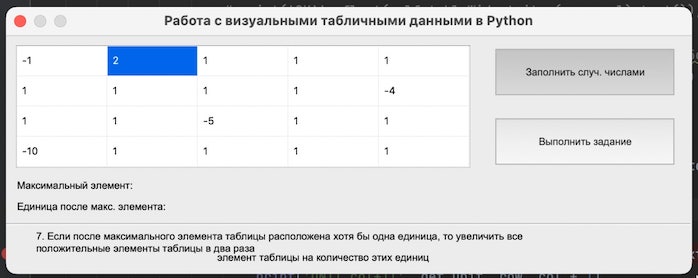 Работа с визуальными табличными данными в Python
-1 2 1 1 1
1 1 1 1 -4
1 1 -5 1 1
-10 1 1 1 1
Заполнить случ. числами
Выполнить задание
Максимальный элемент:
Единица после макс. элемента:
7. Если после максимального элемента таблицы расположена хотя бы одна единица, то увеличить все
положительные элементы таблицы в два раза
элемент таблицы на количество этих единиц